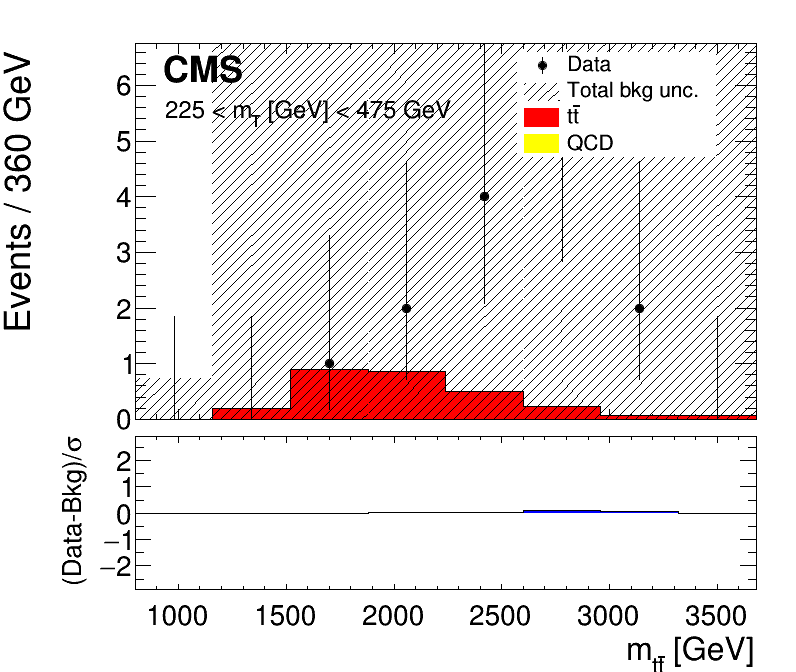 CMS
225 < m_t̄ [GeV] < 475 GeV
Data
Total bkg unc.
tt̄
QCD
Events / 360 GeV
6
5
4
3
2
1
0
(Data-Bkg)/σ
2
1
0
−1
−2
1000 1500 2000 2500 3000 3500
m_tt̄ [GeV]